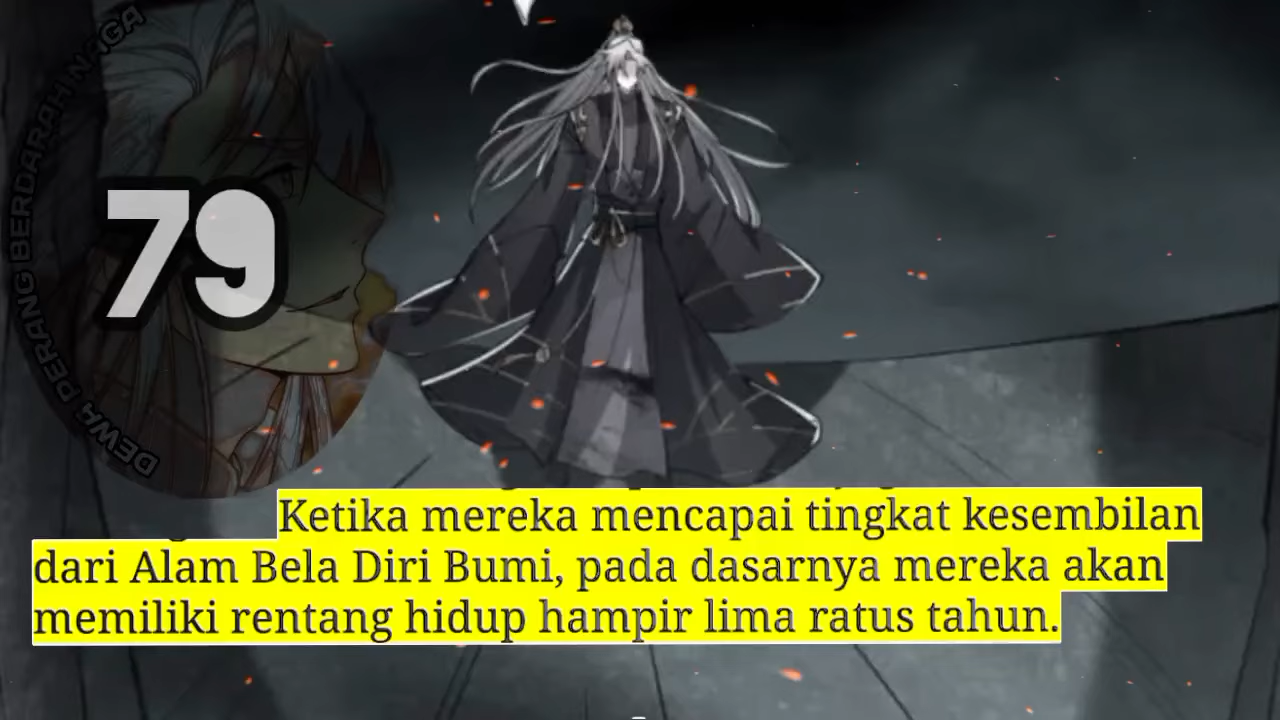 DEWA PERANG BERDARAH NAGA
79
Ketika mereka mencapai tingkat kesembilan
dari Alam Bela Diri Bumi, pada dasarnya mereka akan
memiliki rentang hidup hampir lima ratus tahun.